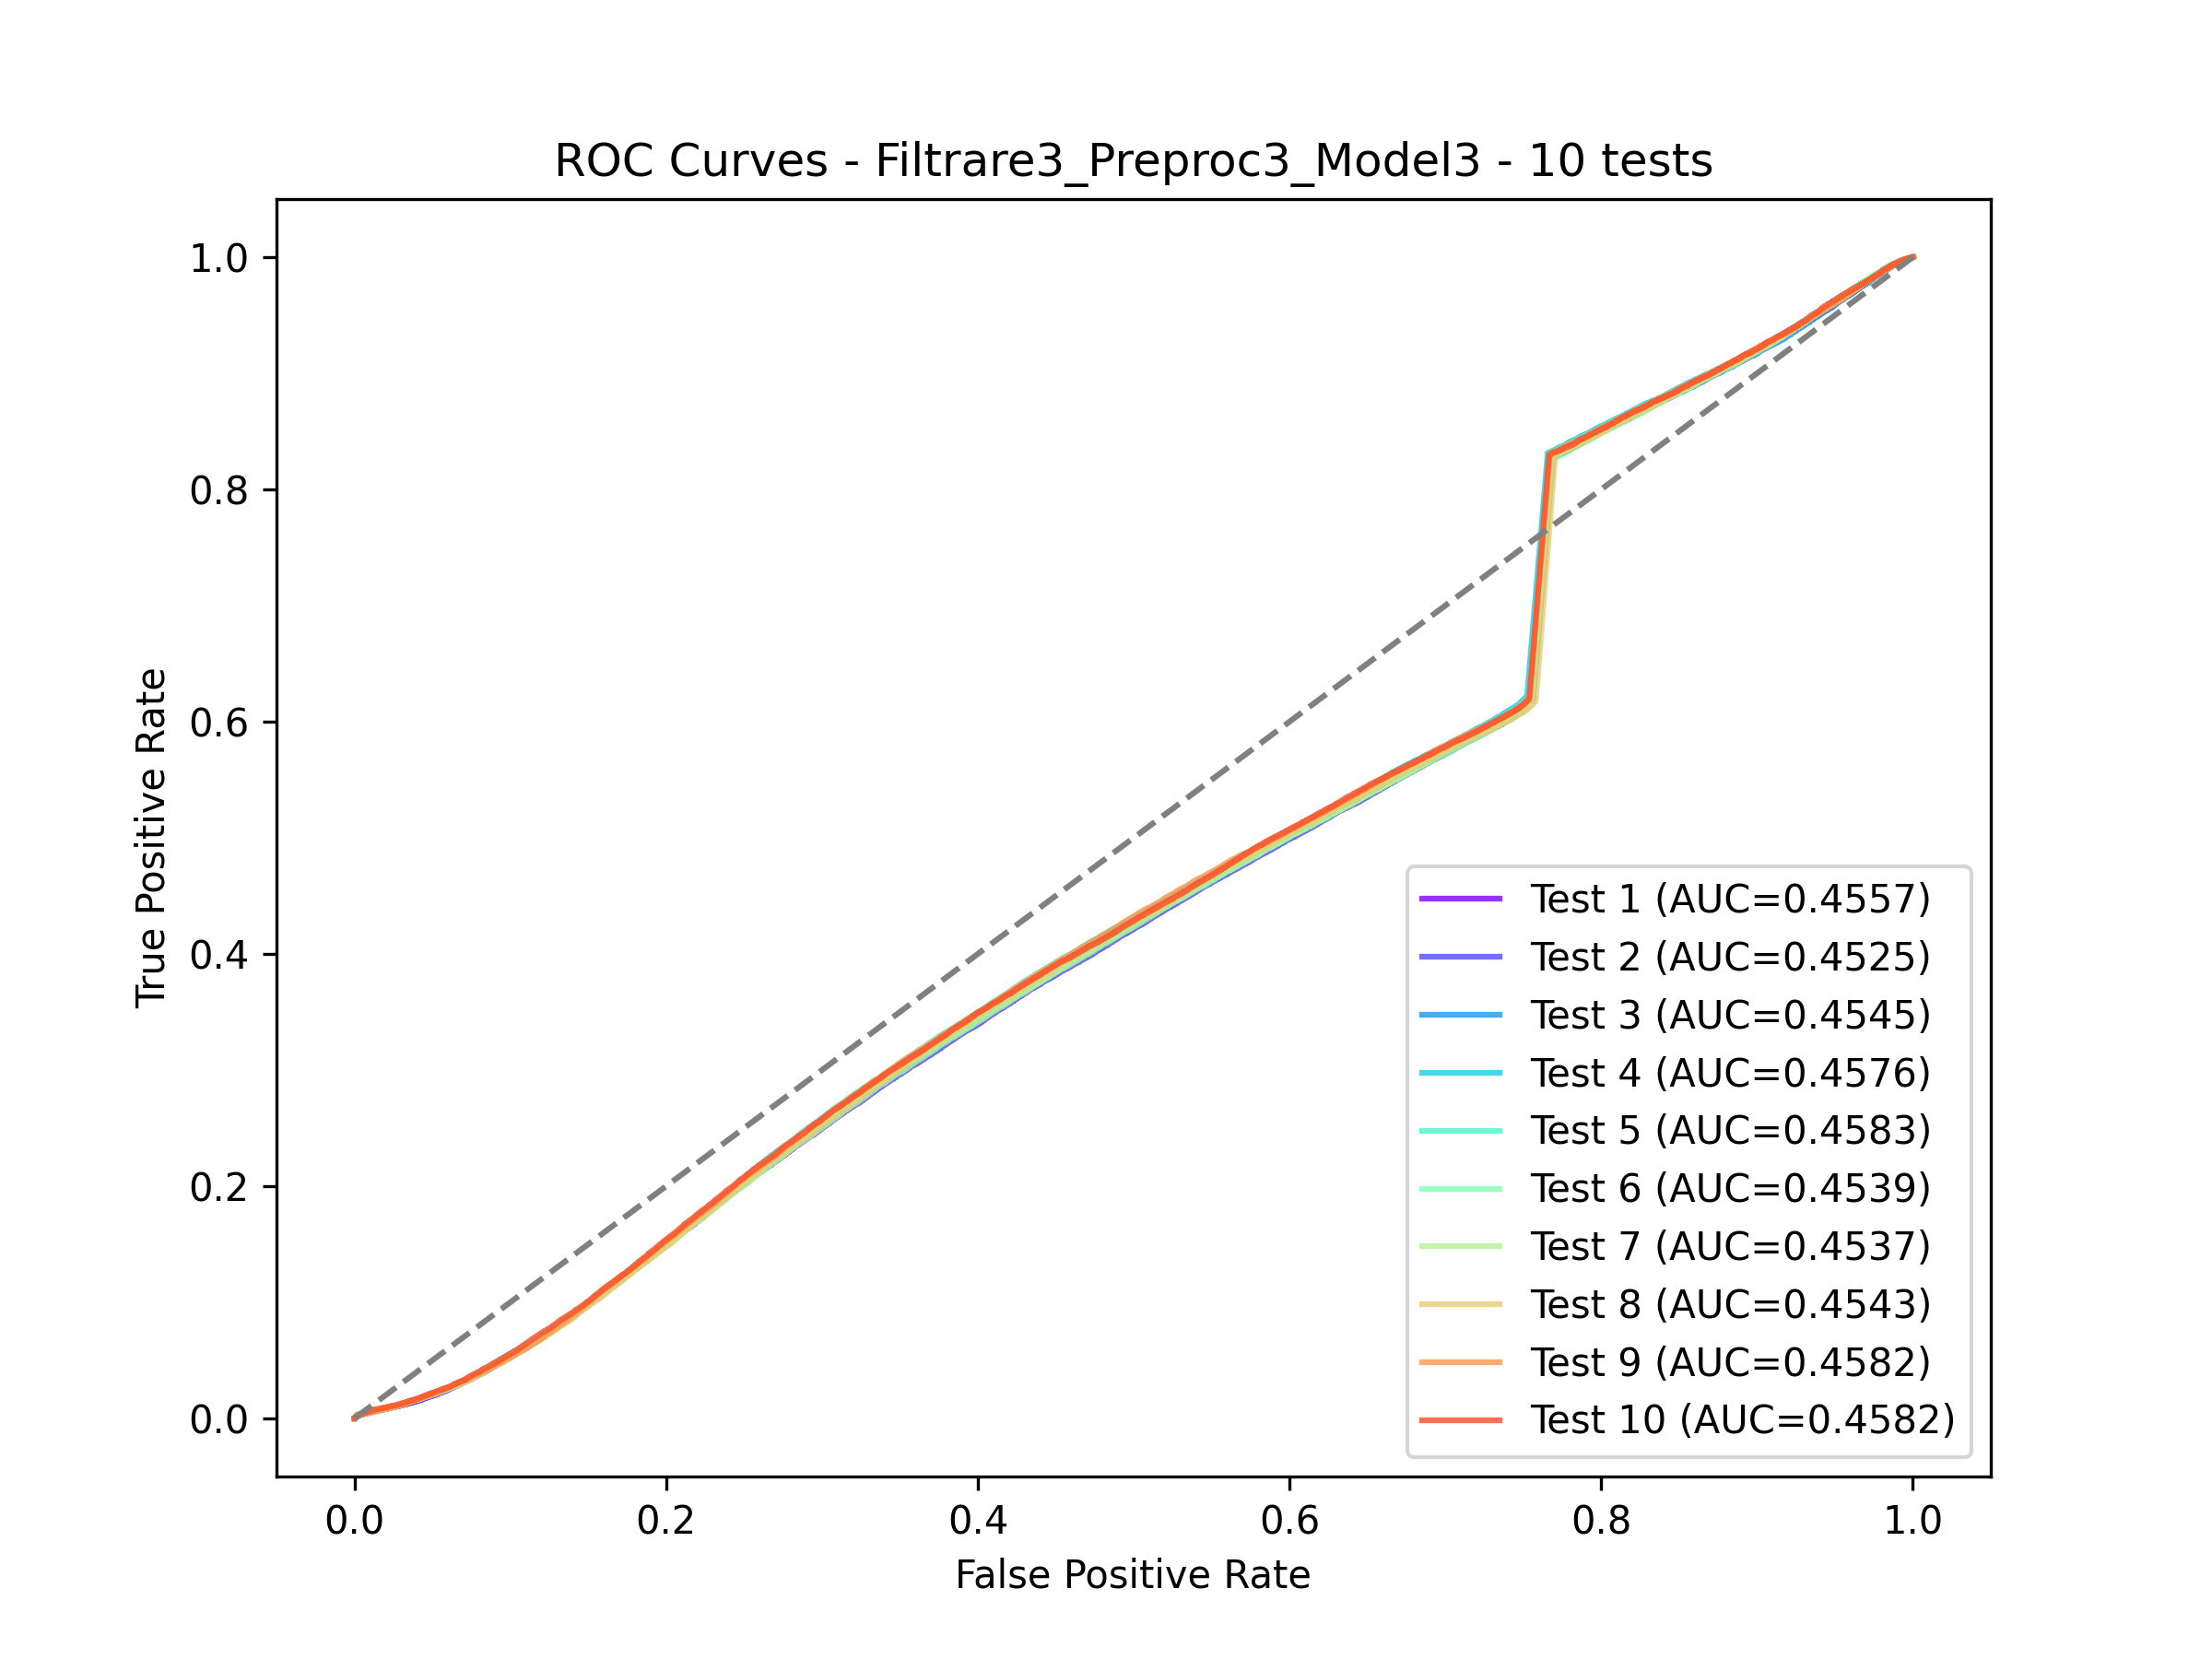 ROC Curves - Filtrare3_Preproc3_Model3 - 10 tests
1.0
0.8
0.6
0.4
0.2
0.0
True Positive Rate
Test 1 (AUC=0.4557)
Test 2 (AUC=0.4525)
Test 3 (AUC=0.4545)
Test 4 (AUC=0.4576)
Test 5 (AUC=0.4583)
Test 6 (AUC=0.4539)
Test 7 (AUC=0.4537)
Test 8 (AUC=0.4543)
Test 9 (AUC=0.4582)
Test 10 (AUC=0.4582)
0.0 0.2 0.4 0.6 0.8 1.0
False Positive Rate